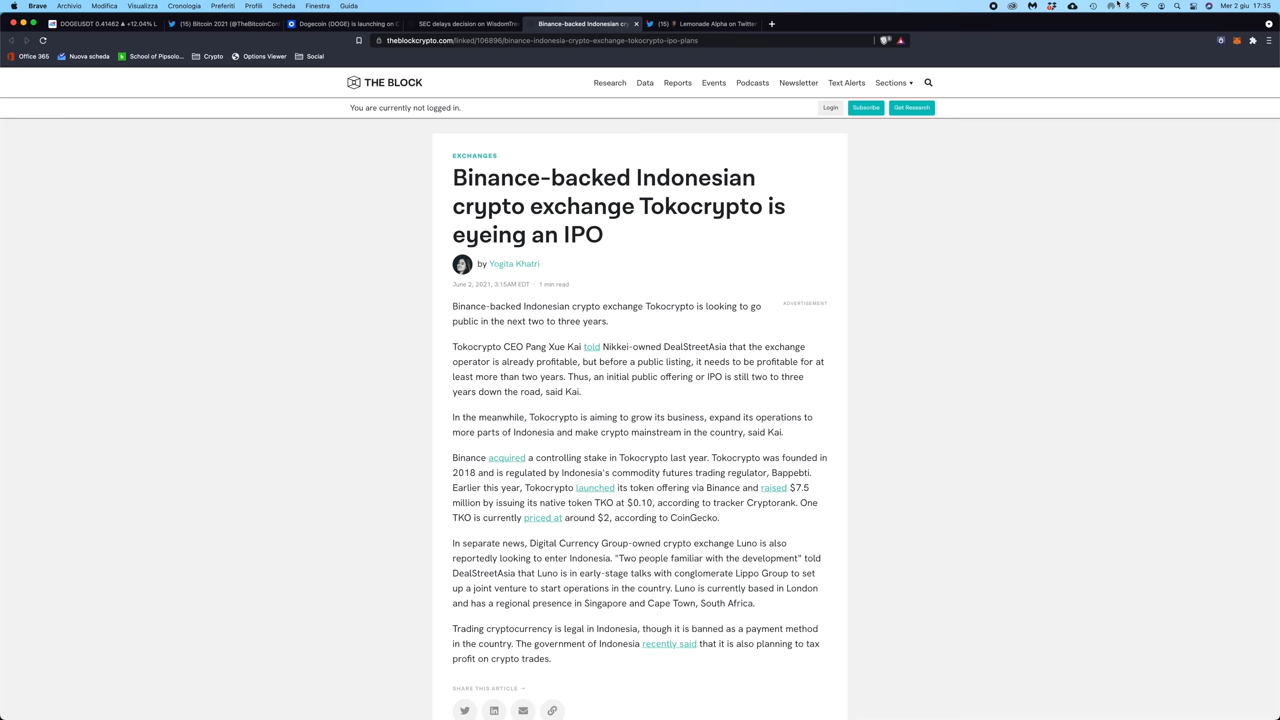 Brave Archivio Modifica Visualizza Cronologia Preferiti Profili Scheda Finestra Guida Mer 2 giu 17:35
DOGEUSDT 0.41462 ▲ +12.04% L (15) Bitcoin 2021 (@TheBitcoinCon Dogecoin (DOGE) is launching on C SEC delays decision on WisdomTre Binance-backed Indonesian cry × (15) Lemonade Alpha on Twitter +
theblockcrypto.com/linked/106896/binance-indonesia-crypto-exchange-tokocrypto-ipo-plans
Office 365 Nuova scheda School of Pipsolo... Crypto Options Viewer Social
THE BLOCK Research Data Reports Events Podcasts Newsletter Text Alerts Sections ▾
You are currently not logged in. Login Subscribe Get Research
EXCHANGES
Binance-backed Indonesian
crypto exchange Tokocrypto is
eyeing an IPO
by Yogita Khatri
June 2, 2021, 3:15AM EDT · 1 min read
ADVERTISEMENT
Binance-backed Indonesian crypto exchange Tokocrypto is looking to go
public in the next two to three years.
Tokocrypto CEO Pang Xue Kai told Nikkei-owned DealStreetAsia that the exchange
operator is already profitable, but before a public listing, it needs to be profitable for at
least more than two years. Thus, an initial public offering or IPO is still two to three
years down the road, said Kai.
In the meanwhile, Tokocrypto is aiming to grow its business, expand its operations to
more parts of Indonesia and make crypto mainstream in the country, said Kai.
Binance acquired a controlling stake in Tokocrypto last year. Tokocrypto was founded in
2018 and is regulated by Indonesia's commodity futures trading regulator, Bappebti.
Earlier this year, Tokocrypto launched its token offering via Binance and raised $7.5
million by issuing its native token TKO at $0.10, according to tracker Cryptorank. One
TKO is currently priced at around $2, according to CoinGecko.
In separate news, Digital Currency Group-owned crypto exchange Luno is also
reportedly looking to enter Indonesia. "Two people familiar with the development" told
DealStreetAsia that Luno is in early-stage talks with conglomerate Lippo Group to set
up a joint venture to start operations in the country. Luno is currently based in London
and has a regional presence in Singapore and Cape Town, South Africa.
Trading cryptocurrency is legal in Indonesia, though it is banned as a payment method
in the country. The government of Indonesia recently said that it is also planning to tax
profit on crypto trades.
SHARE THIS ARTICLE →